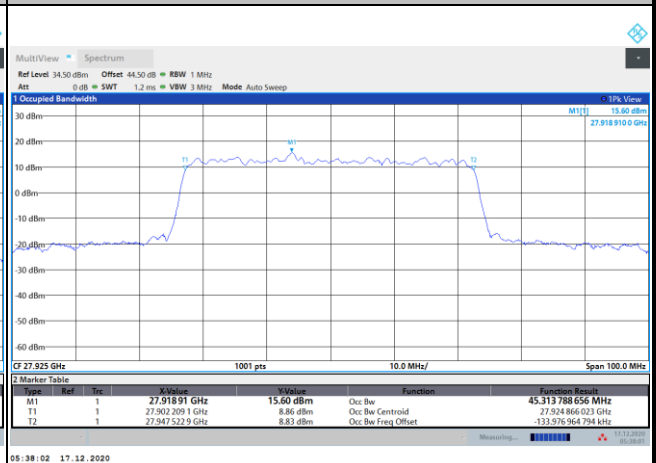 MultiView Spectrum
Ref Level 34.50 dBm Offset 44.50 dB RBW 1 MHz
Att 0 dB SWT 1.2 ms VBW 3 MHz Mode Auto Sweep
1 Occupied Bandwidth 1Pk View
M1[1] 15.60 dBm
27.918 910 0 GHz
30 dBm
20 dBm
M1
T1 T2
10 dBm
0 dBm
-10 dBm
-20 dBm
-30 dBm
-40 dBm
-50 dBm
-60 dBm
CF 27.925 GHz 1001 pts 10.0 MHz/ Span 100.0 MHz
2 Marker Table
Type Ref Trc X-Value Y-Value Function Function Result
M1 1 27.918 91 GHz 15.60 dBm Occ Bw 45.313 788 656 MHz
T1 1 27.902 209 1 GHz 8.86 dBm Occ Bw Centroid 27.924 866 023 GHz
T2 1 27.947 522 9 GHz 8.83 dBm Occ Bw Freq Offset -133.976 964 794 kHz
Measuring... 17.12.2020
05:38:01
05:38:02 17.12.2020